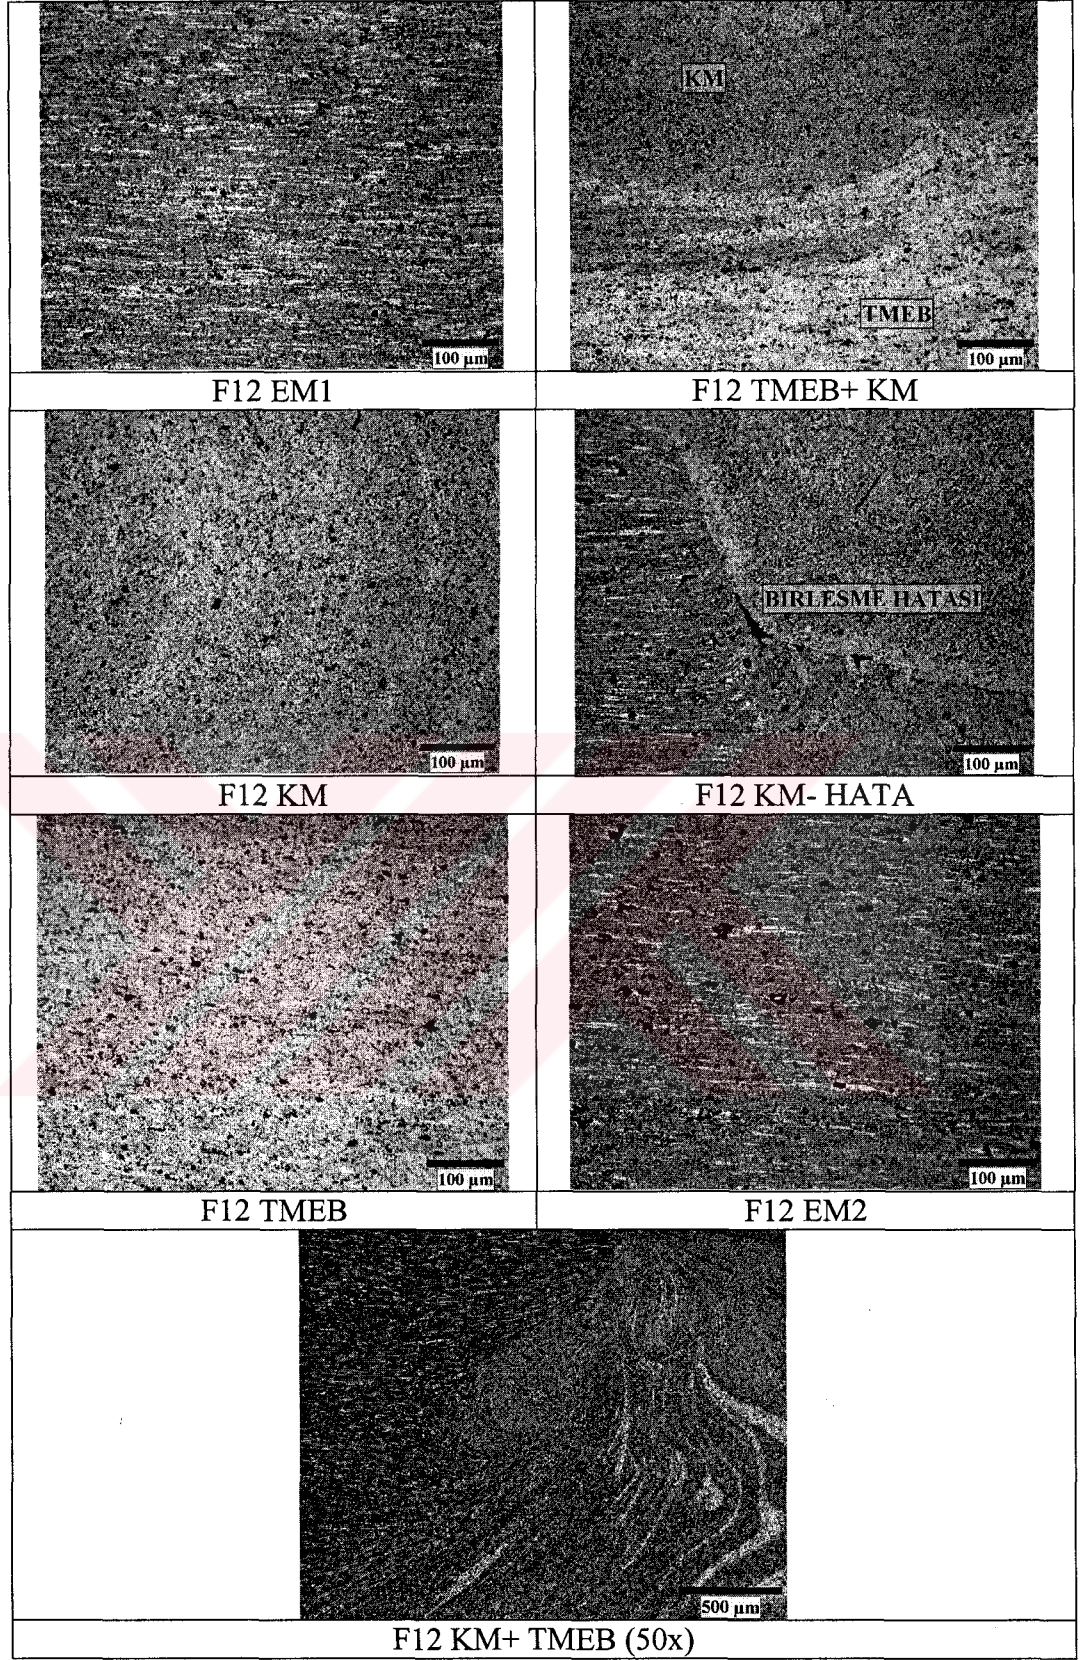 KM
TMEB
100 µm
100 µm
F12 EM1
F12 TMEB+ KM
BIRLESME HATASI
100 µm
100 µm
F12 KM
F12 KM- HATA
100 µm
100 µm
F12 TMEB
F12 EM2
500 µm
F12 KM+ TMEB (50x)